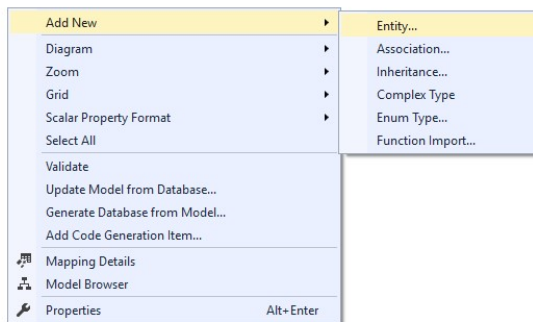 Add New
Diagram
Zoom
Grid
Scalar Property Format
Select All
Validate
Update Model from Database...
Generate Database from Model...
Add Code Generation Item...
Mapping Details
Model Browser
Properties Alt+Enter
Entity...
Association...
Inheritance...
Complex Type
Enum Type...
Function Import...